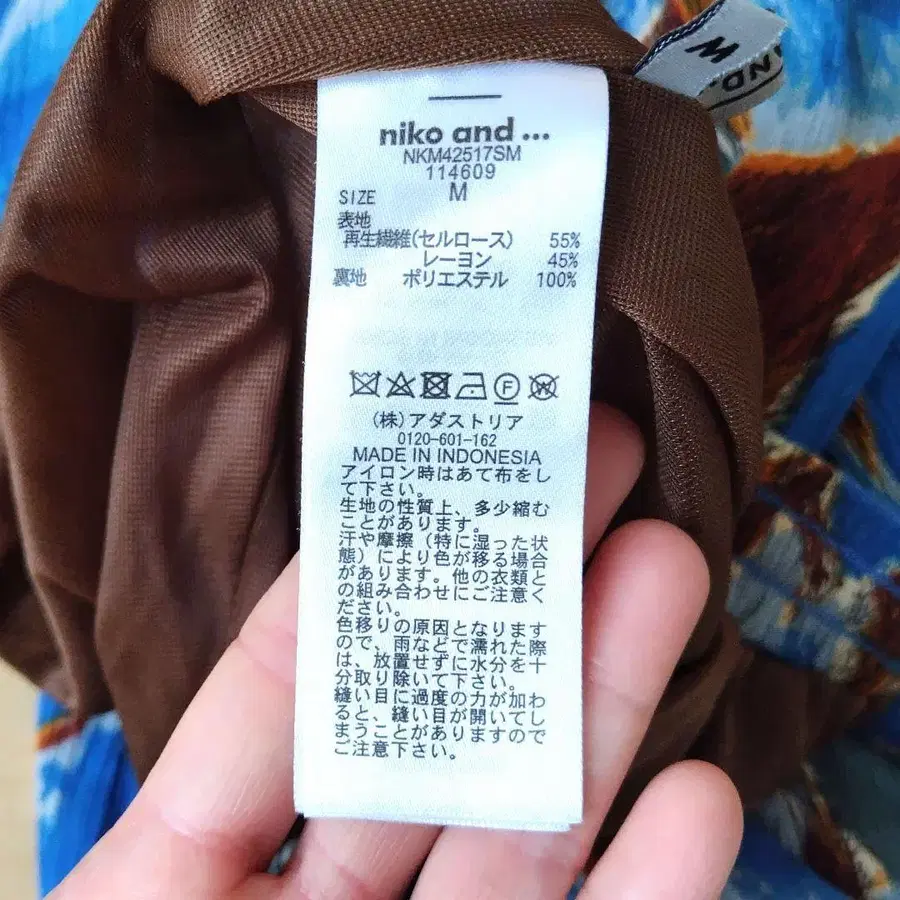 niko and ...
NKM42517SM
114609
SIZE M
表地
再生繊維(セルロース) 55%
レーヨン 45%
裏地 ポリエステル 100%
F
W
(株)アダストリア
0120-601-162
MADE IN INDONESIA
アイロン時はあて布をし
て下さい。
生地の性質上、多少縮む
ことがあります。
汗や摩擦(特に湿った状
態)により色が移る場合
があります。他の衣類と
の組み合わせにご注意く
ださい。
色移りの原因となります
ので、雨などで濡れた際
は、放置せずに水分を十
分取り除いて下さい。
縫い目に過度の力が加わ
ると、縫い目が開いてし
まうことがありますので
ご注意下さい。
M